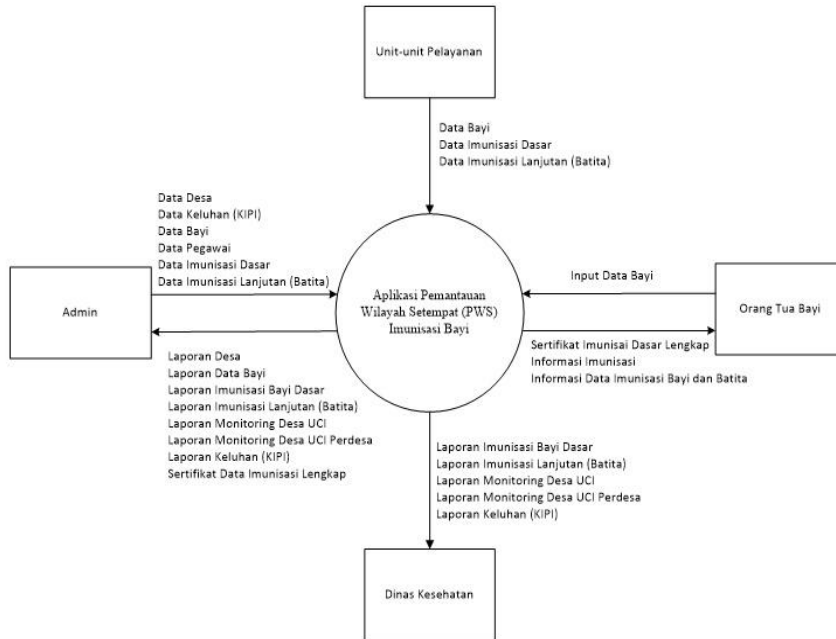 Unit-unit Pelayanan
Data Bayi
Data Imunisasi Dasar
Data Imunisasi Lanjutan (Batita)
Data Desa
Data Keluhan (KIPI)
Data Bayi
Data Pegawai
Data Imunisasi Dasar
Data Imunisasi Lanjutan (Batita)
Admin
Aplikasi Pemantauan
Wilayah Setempat (PWS)
Imunisasi Bayi
Input Data Bayi
Orang Tua Bayi
Sertifikat Imunisai Dasar Lengkap
Informasi Imunisasi
Informasi Data Imunisasi Bayi dan Batita
Laporan Desa
Laporan Data Bayi
Laporan Imunisasi Bayi Dasar
Laporan Imunisasi Lanjutan (Batita)
Laporan Monitoring Desa UCI
Laporan Monitoring Desa UCI Perdesa
Laporan Keluhan (KIPI)
Sertifikat Data Imunisasi Lengkap
Laporan Imunisasi Bayi Dasar
Laporan Imunisasi Lanjutan (Batita)
Laporan Monitoring Desa UCI
Laporan Monitoring Desa UCI Perdesa
Laporan Keluhan (KIPI)
Dinas Kesehatan